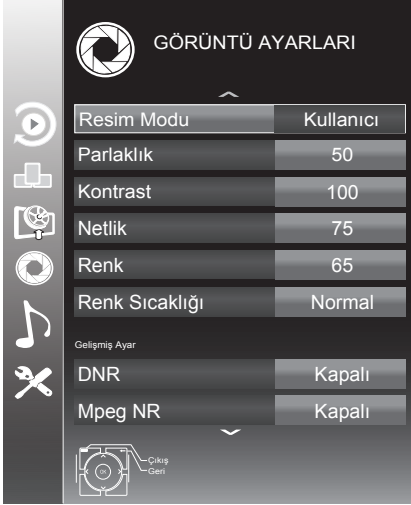 GÖRÜNTÜ AYARLARI
Resim Modu Kullanıcı
Parlaklık 50
Kontrast 100
Netlik 75
Renk 65
Renk Sıcaklığı Normal
Gelişmiş Ayar
DNR Kapalı
Mpeg NR Kapalı
Çıkış
Geri
OK